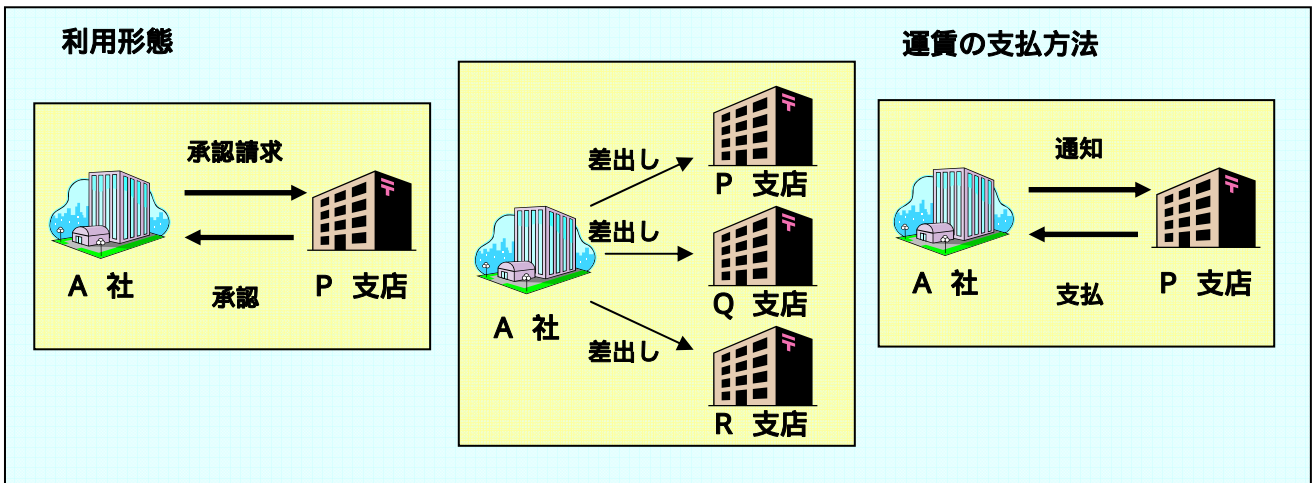 利用形態
運賃の支払方法
承認請求
A 社
P 支店
承認
差出し
P 支店
差出し
Q 支店
A 社
差出し
R 支店
通知
A 社
P 支店
支払